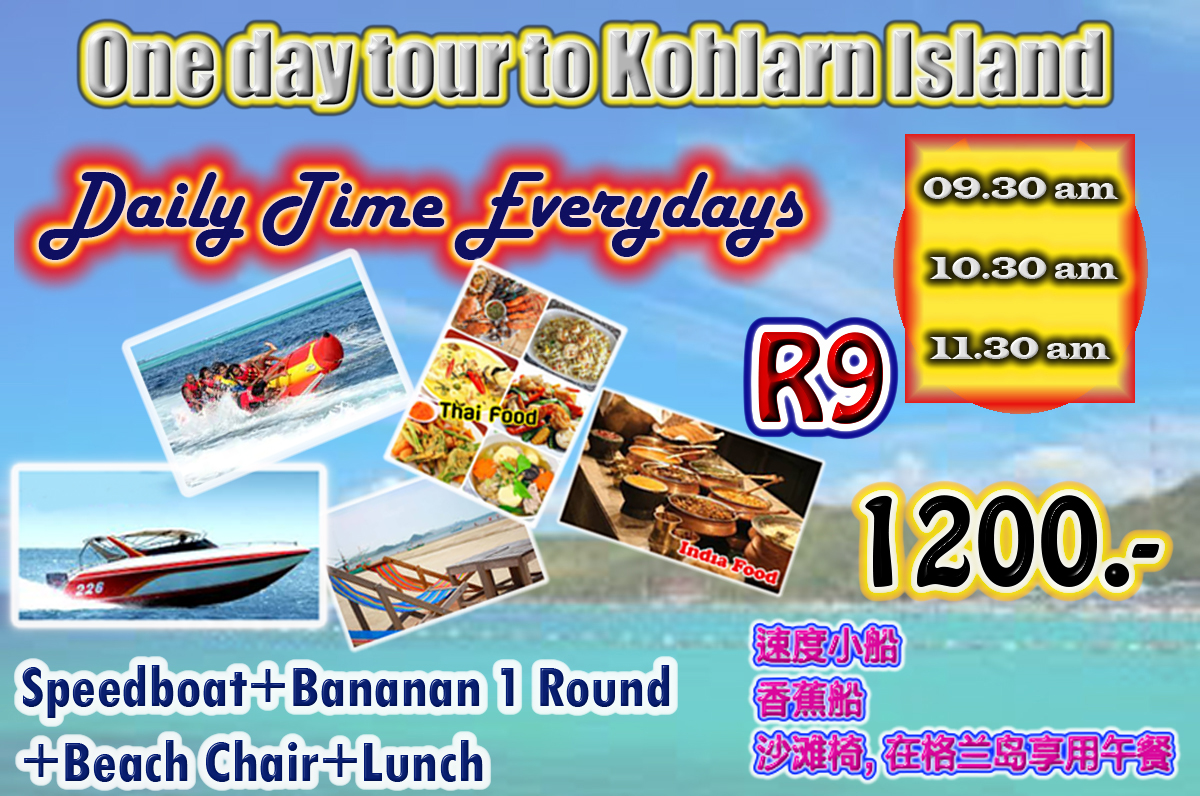 One day tour to Kohlarn Island
Daily Time Everydays
09.30 am
10.30 am
11.30 am
R9
Thai Food
India Food
226
1200.-
Speedboat+Bananan 1 Round
+Beach Chair+Lunch
速度小船
香蕉船
沙滩椅, 在格兰岛享用午餐